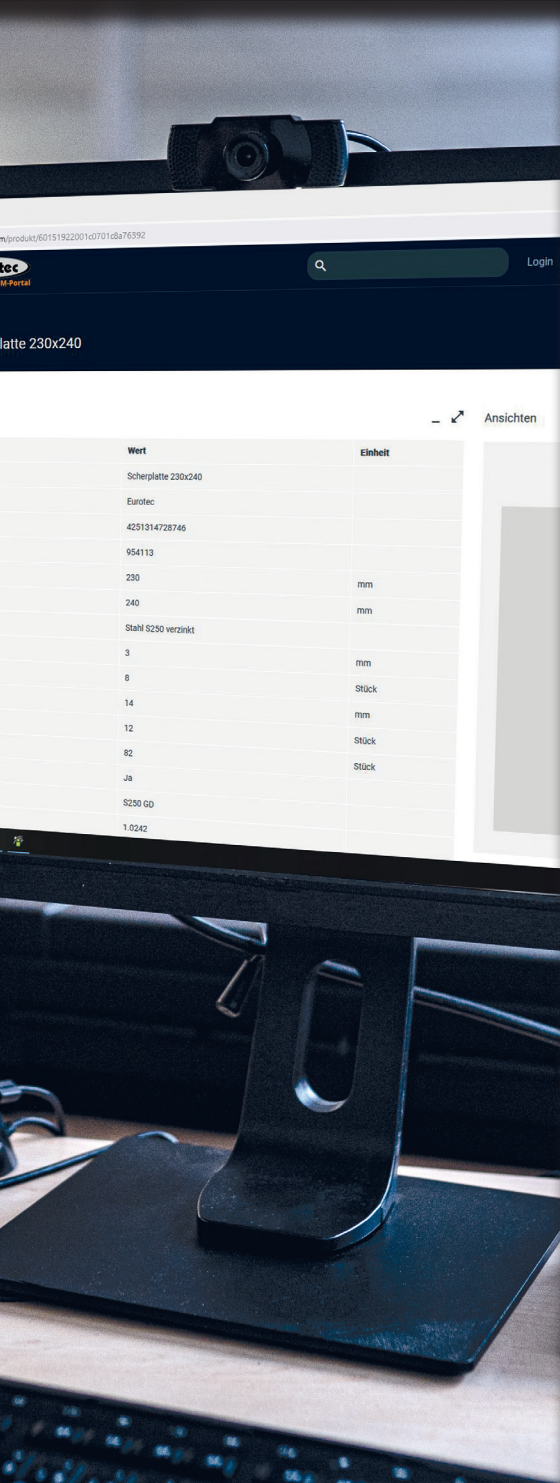 m/produkt/60151922001c0701c8a76392
tec
M-Portal
Login
latte 230x240
Ansichten
Wert Einheit
Scherplatte 230x240
Eurotec
4251314728746
954113
230 mm
240 mm
Stahl S250 verzinkt
3 mm
8 Stück
14 mm
12 Stück
82 Stück
Ja
S250 GD
1.0242